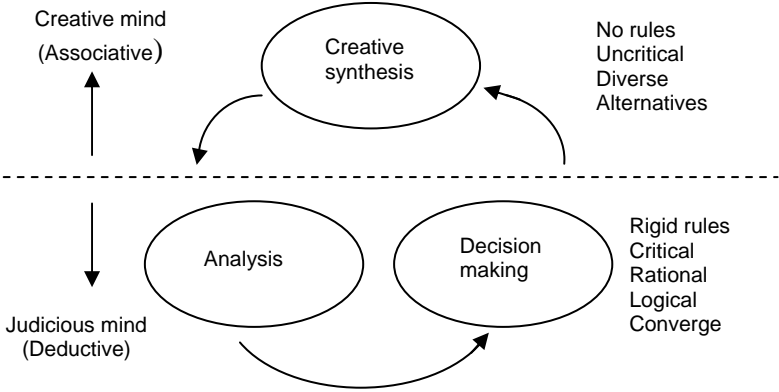 Creative mind
(Associative)
Creative
synthesis
No rules
Uncritical
Diverse
Alternatives
Analysis
Decision
making
Rigid rules
Critical
Rational
Logical
Converge
Judicious mind
(Deductive)